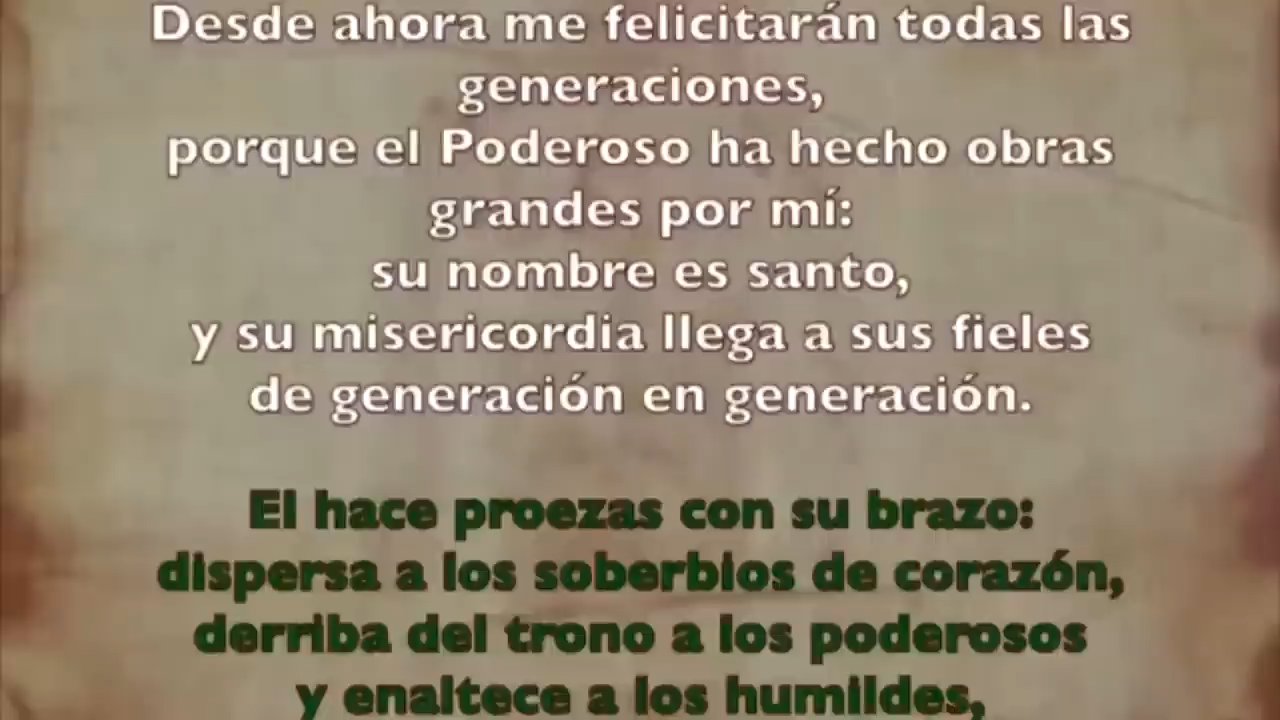 Desde ahora me felicitarán todas las
generaciones,
porque el Poderoso ha hecho obras
grandes por mí:
su nombre es santo,
y su misericordia llega a sus fieles
de generación en generación.
El hace proezas con su brazo:
dispersa a los soberbios de corazón,
derriba del trono a los poderosos
y enaltece a los humildes,